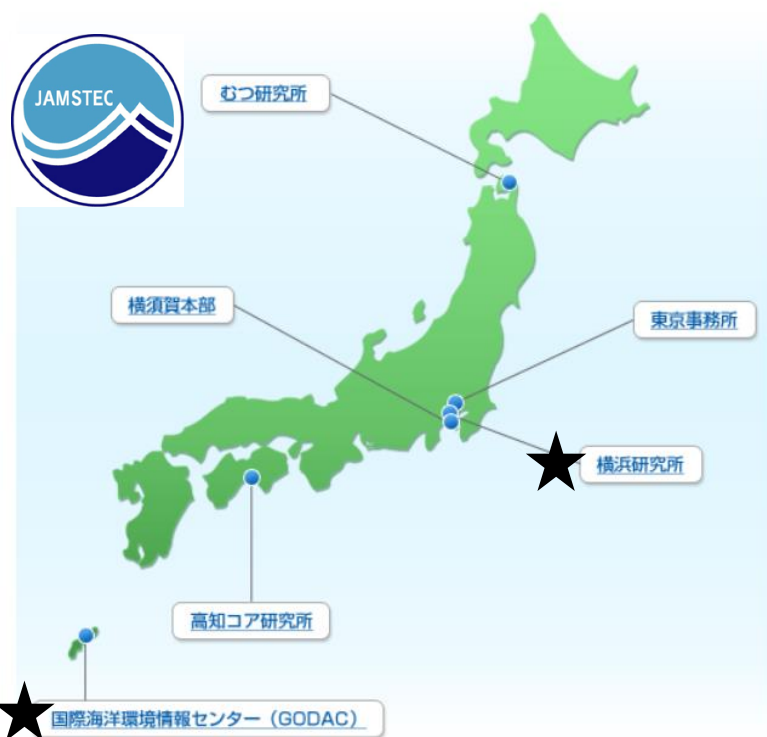 JAMSTEC
むつ研究所
横須賀本部
東京事務所
横浜研究所
高知コア研究所
国際海洋環境情報センター（GODAC）